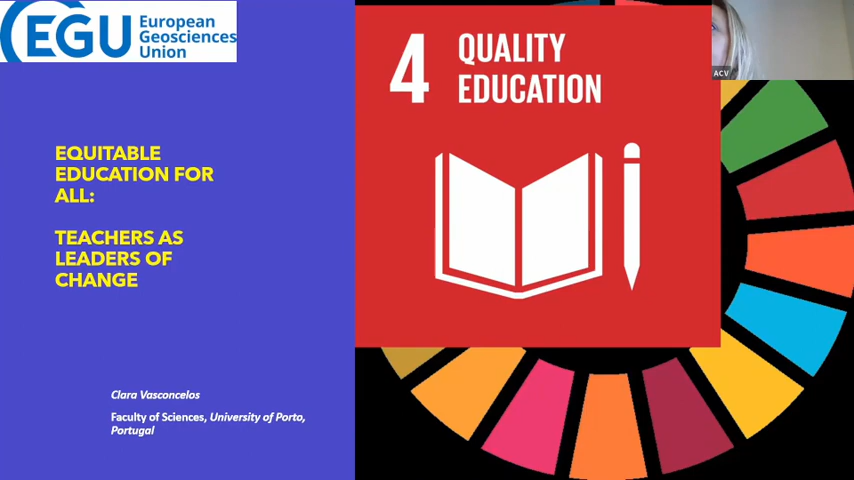 EGU
European
Geosciences
Union
EQUITABLE
EDUCATION FOR
ALL:
TEACHERS AS
LEADERS OF
CHANGE
Clara Vasconcelos
Faculty of Sciences, University of Porto,
Portugal
4
QUALITY
EDUCATION
ACV